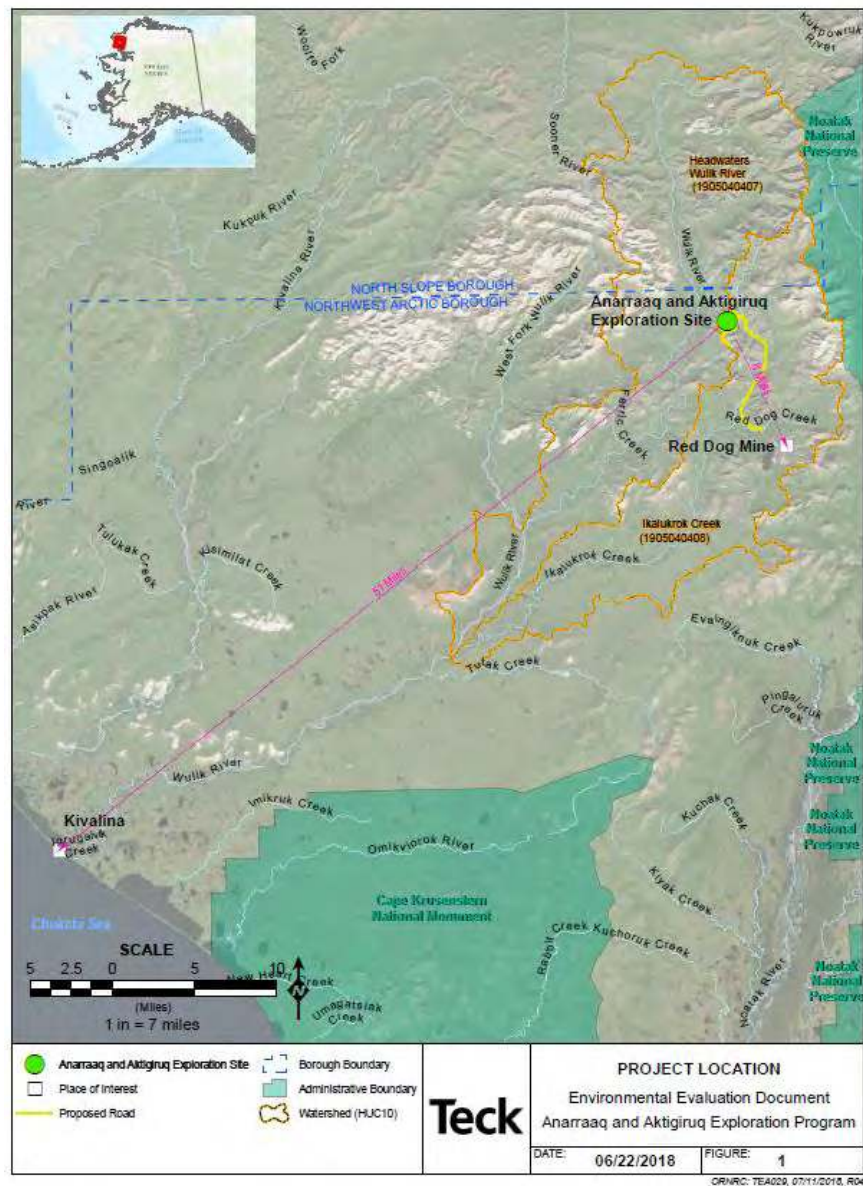 Woolfe
Fork
Kukpowruk
River
Sooner River
Noatak
National
Preserve
Headwaters
Wulik River
(1905040407)
Kukpuk River
Kivalina River
Wulik River
West Fork Wulik River
NORTH SLOPE BOROUGH
NORTHWEST ARCTIC BOROUGH
Anarraaq and Aktigiruq
Exploration Site
8 Miles
Ferric Creek
Red Dog Creek
Red Dog Mine
Singoalik
River
Tulukak Creek
Asikpak River
57 Miles
Wulik River
Ikalukrok Creek
(1905040408)
Ikalukrok Creek
Tutak Creek
Noatak
National
Preserve
Wulik River
Kivalina
Creek
Imikruk Creek
Omikviorok River
Cape Krusenstern
National Monument
Kuchak Creek
Kiyak Creek
Noatak
National
Preserve
Rabbit Creek
Kuchoruk Creek
Noatak River
Noatak
National
Preserve
Chukchi Sea
New Heart Creek
Umagatsiak
Creek
SCALE
5 2.5 0 5 10
(Miles)
1 in = 7 miles
N
Anarraaq and Aktigiruq Exploration Site
Place of Interest
Proposed Road
Borough Boundary
Administrative Boundary
Watershed (HUC10)
Teck
PROJECT LOCATION
Environmental Evaluation Document
Anarraaq and Aktigiruq Exploration Program
DATE: 06/22/2018
FIGURE: 1